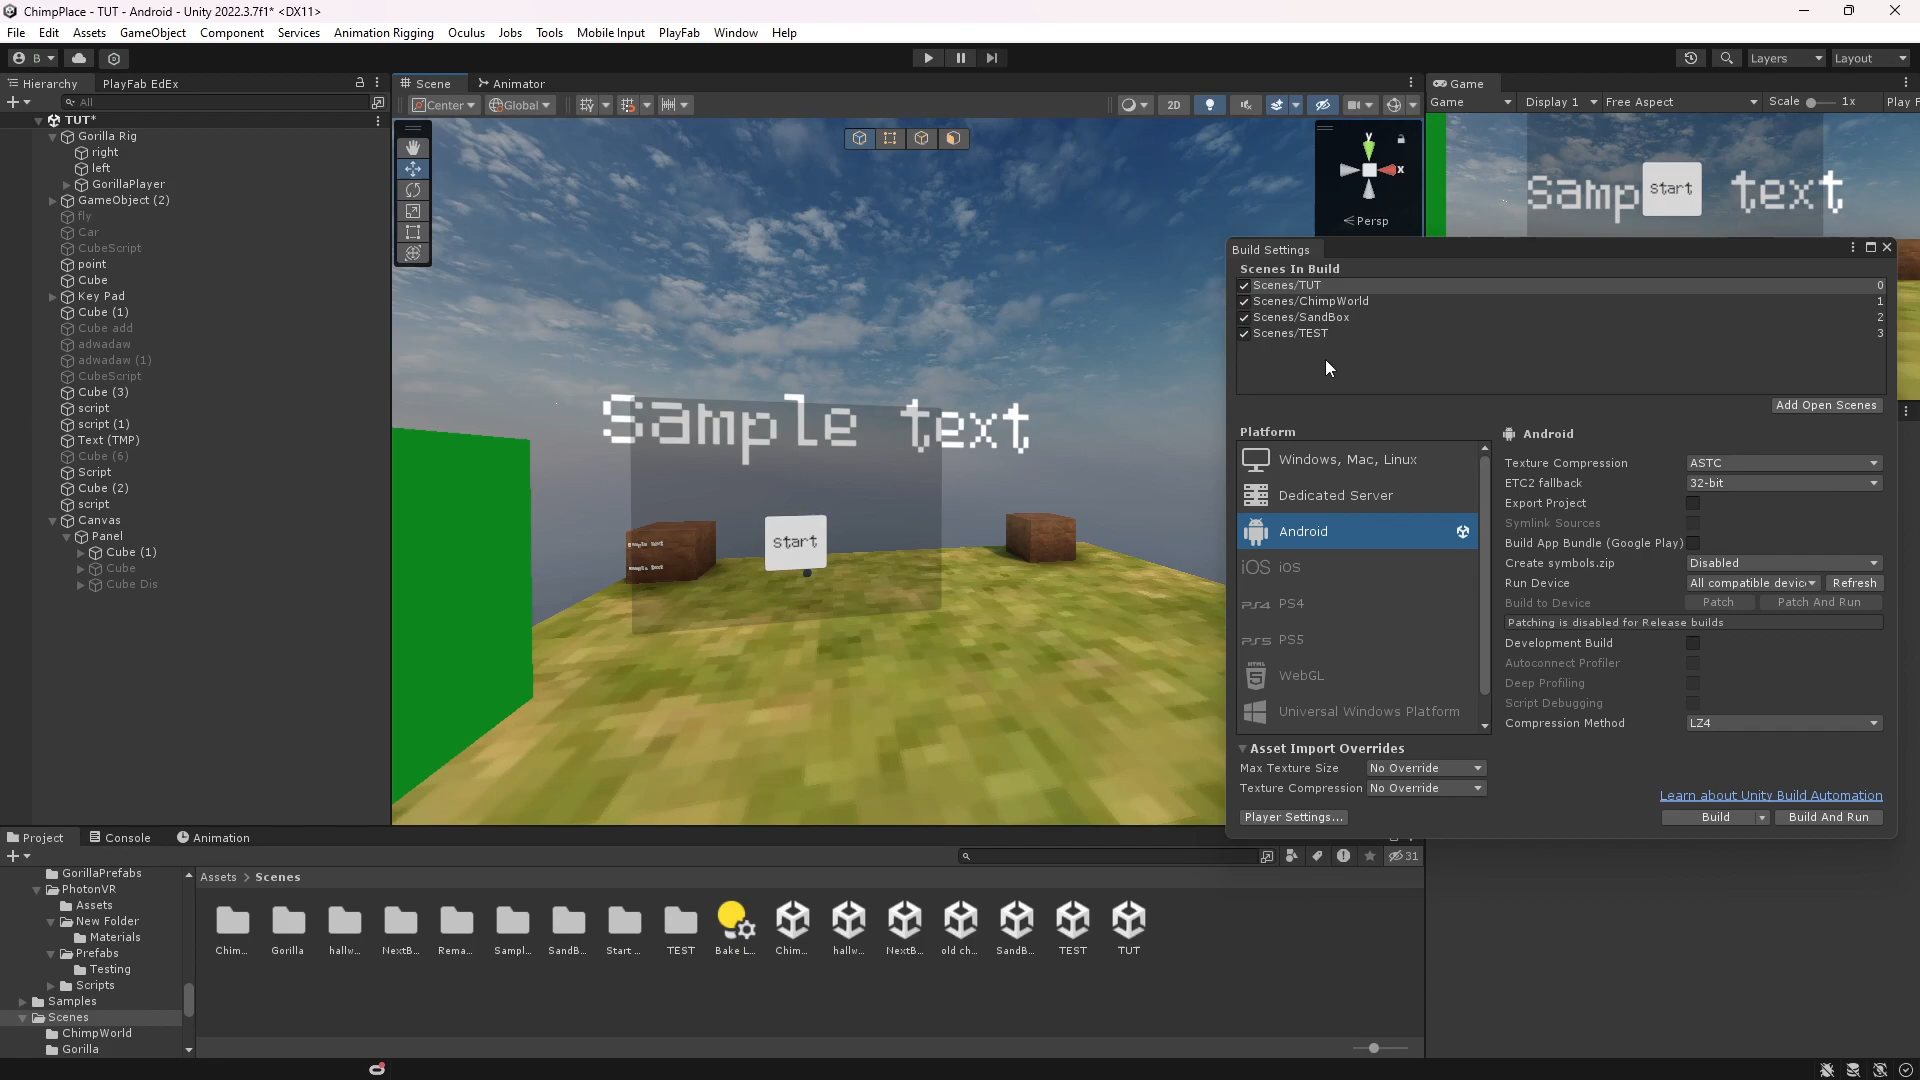 ChimpPlace - TUT - Android - Unity 2022.3.7f1* <DX11>
File Edit Assets GameObject Component Services Animation Rigging Oculus Jobs Tools Mobile Input PlayFab Window Help
B Layers Layout
Hierarchy PlayFab EdEx
All
TUT*
Gorilla Rig
right
left
GorillaPlayer
GameObject (2)
fly
Car
CubeScript
point
Cube
Key Pad
Cube (1)
Cube add
adwadaw
adwadaw (1)
CubeScript
Cube (3)
script
script (1)
Text (TMP)
Cube (6)
Script
Cube (2)
script
Canvas
Panel
Cube (1)
Cube
Cube Dis
Scene Animator
Center Global 2D
y
x
Persp
Sample text
sample text
sample text
start
Game
Game Display 1 Free Aspect Scale 1x Play F
Samp start text
Build Settings
Scenes In Build
Scenes/TUT 0
Scenes/ChimpWorld 1
Scenes/SandBox 2
Scenes/TEST 3
Add Open Scenes
Platform
Windows, Mac, Linux
Dedicated Server
Android
iOS iOS
PS4 PS4
PS5 PS5
HTML WebGL
Universal Windows Platform
Android
Texture Compression ASTC
ETC2 fallback 32-bit
Export Project
Symlink Sources
Build App Bundle (Google Play)
Create symbols.zip Disabled
Run Device All compatible device Refresh
Build to Device Patch Patch And Run
Patching is disabled for Release builds
Development Build
Autoconnect Profiler
Deep Profiling
Script Debugging
Compression Method LZ4
Asset Import Overrides
Max Texture Size No Override
Texture Compression No Override
Learn about Unity Build Automation
Player Settings... Build Build And Run
Project Console Animation
31
GorillaPrefabs
PhotonVR
Assets
New Folder
Materials
Prefabs
Testing
Scripts
Samples
Scenes
ChimpWorld
Gorilla
Assets > Scenes
Chim... Gorilla hallw... NextB... Rema... Sampl... SandB... Start ... TEST Bake L... Chim... hallw... NextB... old ch... SandB... TEST TUT